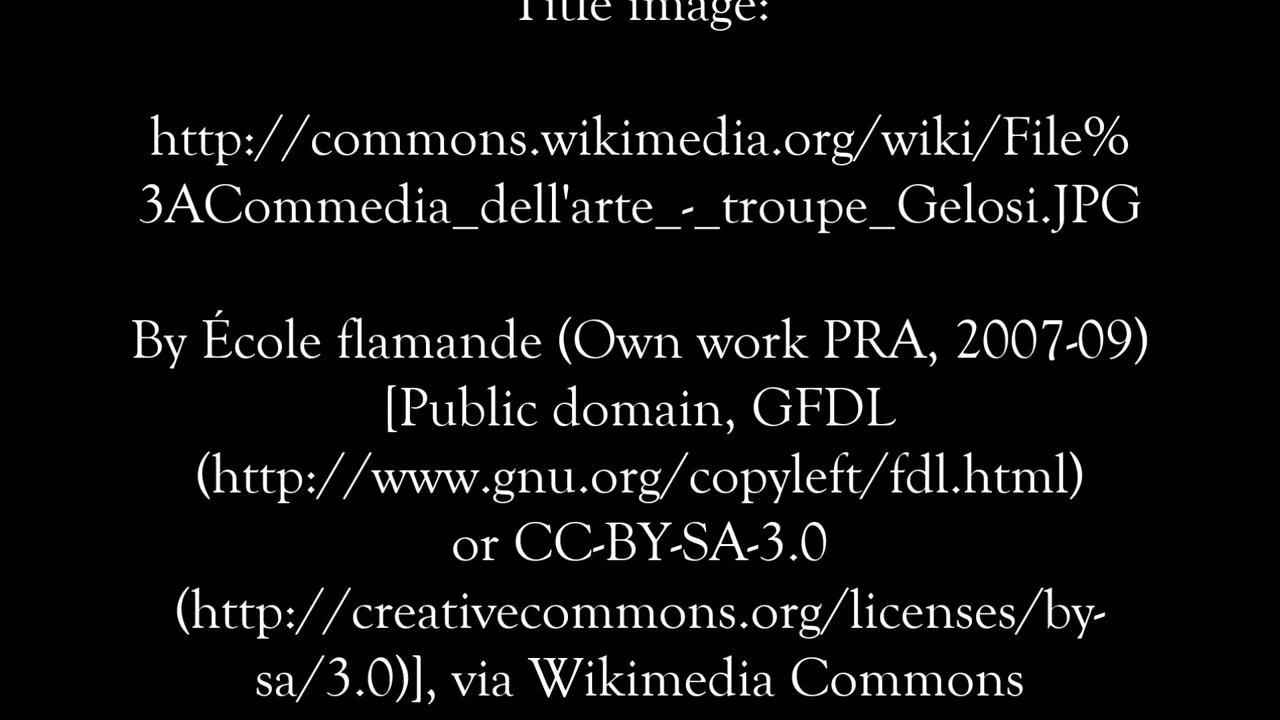 Title image:
http://commons.wikimedia.org/wiki/File%
3ACommedia_dell'arte_-_troupe_Gelosi.JPG
By École flamande (Own work PRA, 2007-09)
[Public domain, GFDL
(http://www.gnu.org/copyleft/fdl.html)
or CC-BY-SA-3.0
(http://creativecommons.org/licenses/by-
sa/3.0)], via Wikimedia Commons